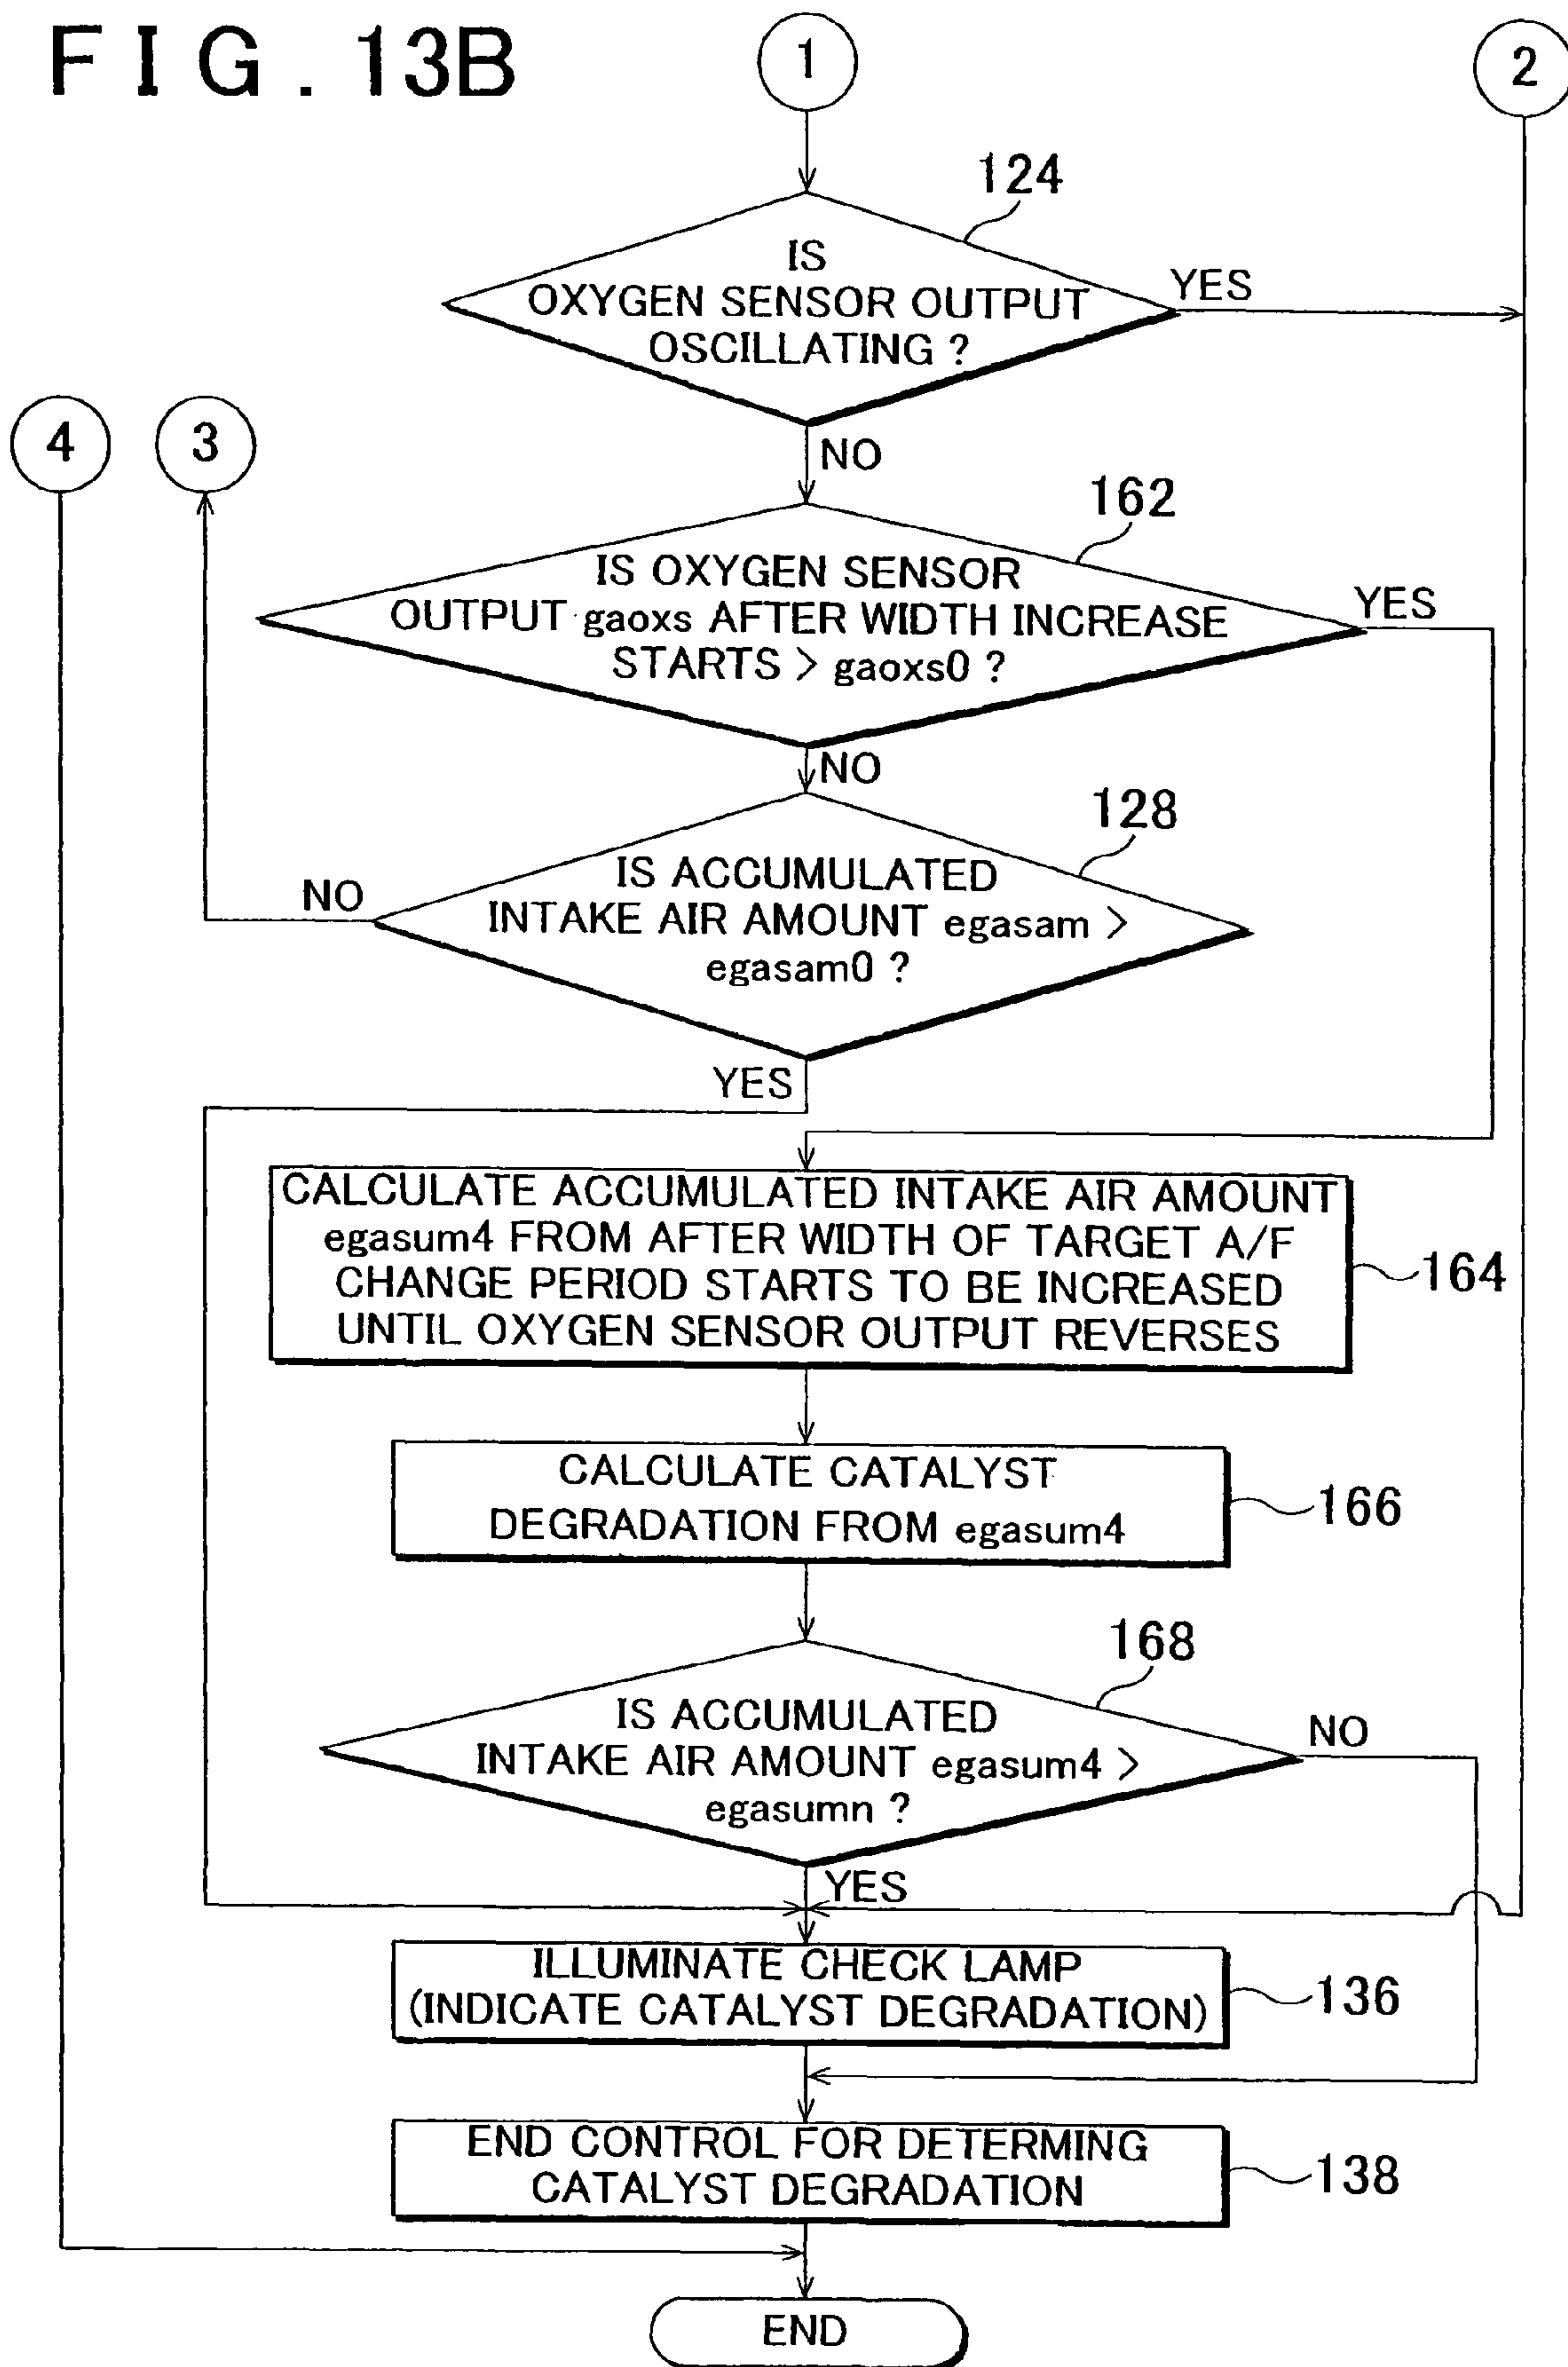 FIG. 13B
1
2
124
IS
OXYGEN SENSOR OUTPUT
OSCILLATING ?
YES
NO
4
3
162
IS OXYGEN SENSOR
OUTPUT gaoxs AFTER WIDTH INCREASE
STARTS > gaoxs0 ?
YES
NO
128
IS ACCUMULATED
INTAKE AIR AMOUNT egasam >
egasam0 ?
NO
YES
CALCULATE ACCUMULATED INTAKE AIR AMOUNT
egasum4 FROM AFTER WIDTH OF TARGET A/F
CHANGE PERIOD STARTS TO BE INCREASED
UNTIL OXYGEN SENSOR OUTPUT REVERSES
164
CALCULATE CATALYST
DEGRADATION FROM egasum4
166
168
IS ACCUMULATED
INTAKE AIR AMOUNT egasum4 >
egasumn ?
NO
YES
ILLUMINATE CHECK LAMP
(INDICATE CATALYST DEGRADATION)
136
END CONTROL FOR DETERMING
CATALYST DEGRADATION
138
END